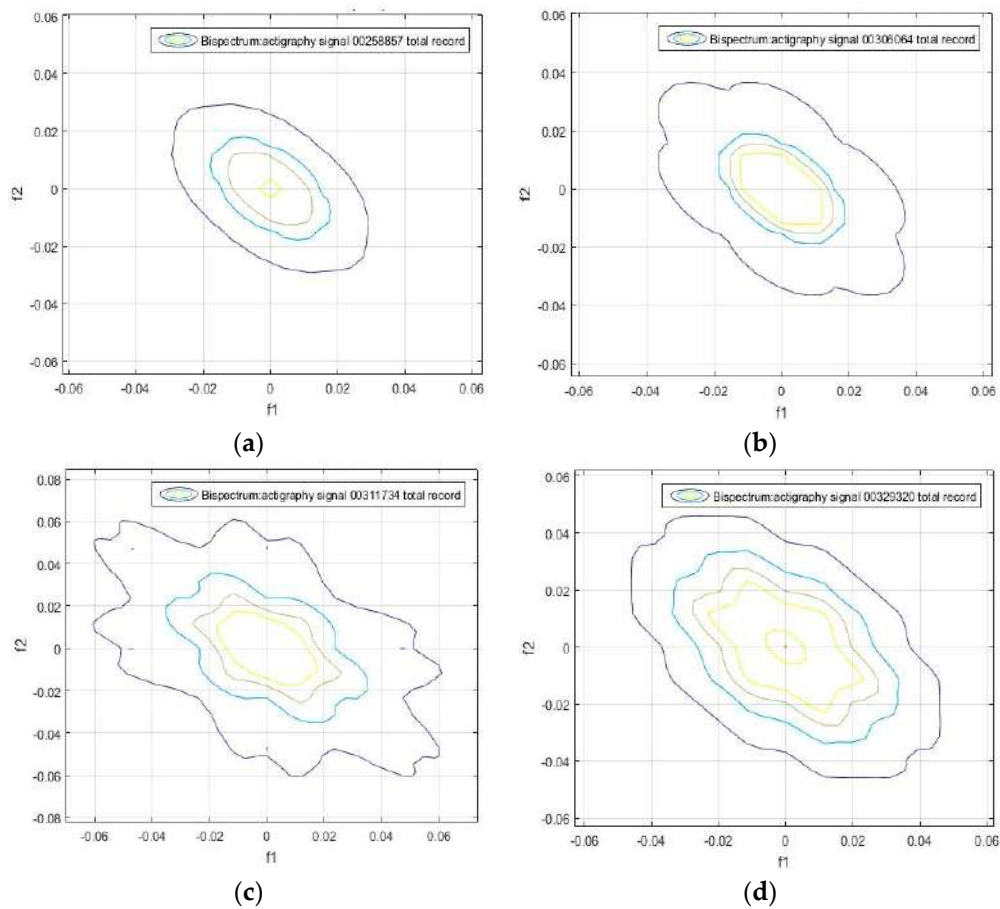 Bispectrum:actigraphy signal 00258857 total record
0.06
0.04
0.02
0
-0.02
-0.04
-0.06
f2
-0.06 -0.04 -0.02 0 0.02 0.04 0.06
f1
(a)
Bispectrum:actigraphy signal 00306064 total record
0.06
0.04
0.02
0
-0.02
-0.04
-0.06
f2
-0.06 -0.04 -0.02 0 0.02 0.04 0.06
f1
(b)
Bispectrum:actigraphy signal 00311734 total record
0.08
0.06
0.04
0.02
0
-0.02
-0.04
-0.06
-0.08
f2
-0.06 -0.04 -0.02 0 0.02 0.04 0.06
f1
(c)
Bispectrum:actigraphy signal 00329320 total record
0.06
0.04
0.02
0
-0.02
-0.04
-0.06
f2
-0.06 -0.04 -0.02 0 0.02 0.04 0.06
f1
(d)